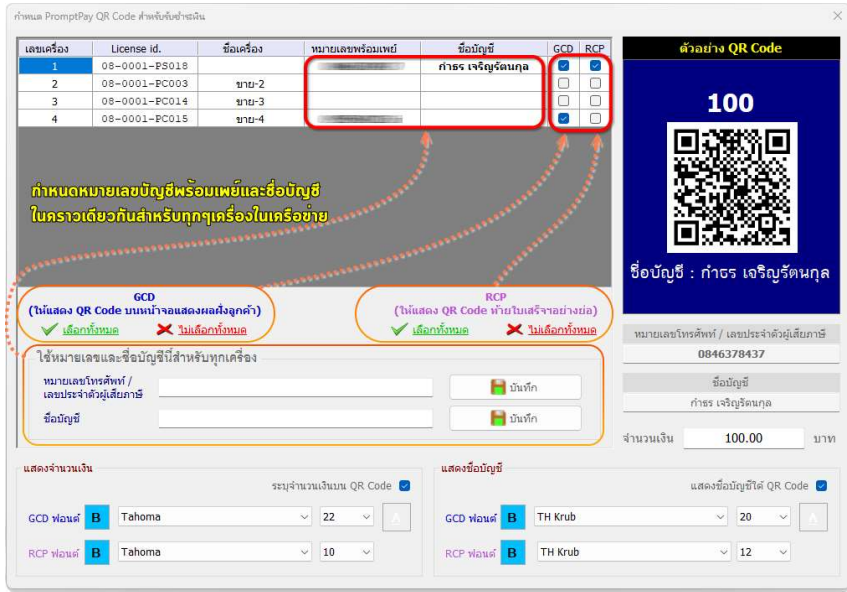 กำหนด PromptPay QR Code สำหรับรับชำระเงิน
เลขเครื่อง License id. ชื่อเครื่อง หมายเลขพร้อมเพย์ ชื่อบัญชี GCD RCP
1 08-0001-PS018 กำธร เจริญรัตนกุล
2 08-0001-PC003 ขาย-2
3 08-0001-PC014 ขาย-3
4 08-0001-PC015 ขาย-4
กำหนดหมายเลขบัญชีพร้อมเพย์และชื่อบัญชี
ในคราวเดียวกันสำหรับทุกๆเครื่องในเครือข่าย
GCD
(ให้แสดง QR Code บนหน้าจอแสดงผลฝั่งลูกค้า)
เลือกทั้งหมด ไม่เลือกทั้งหมด
RCP
(ให้แสดง QR Code ท้ายใบเสร็จฯอย่างย่อ)
เลือกทั้งหมด ไม่เลือกทั้งหมด
ใช้หมายเลขและชื่อบัญชีนี้สำหรับทุกเครื่อง
หมายเลขโทรศัพท์ /
เลขประจำตัวผู้เสียภาษี
บันทึก
ชื่อบัญชี
บันทึก
ตัวอย่าง QR Code
100
ชื่อบัญชี : กำธร เจริญรัตนกุล
หมายเลขโทรศัพท์ / เลขประจำตัวผู้เสียภาษี
0846378437
ชื่อบัญชี
กำธร เจริญรัตนกุล
จำนวนเงิน 100.00 บาท
แสดงจำนวนเงิน
ระบุจำนวนเงินบน QR Code
GCD ฟอนต์ B Tahoma 22 A
RCP ฟอนต์ B Tahoma 10
แสดงชื่อบัญชี
แสดงชื่อบัญชีใต้ QR Code
GCD ฟอนต์ B TH Krub 20 A
RCP ฟอนต์ B TH Krub 12